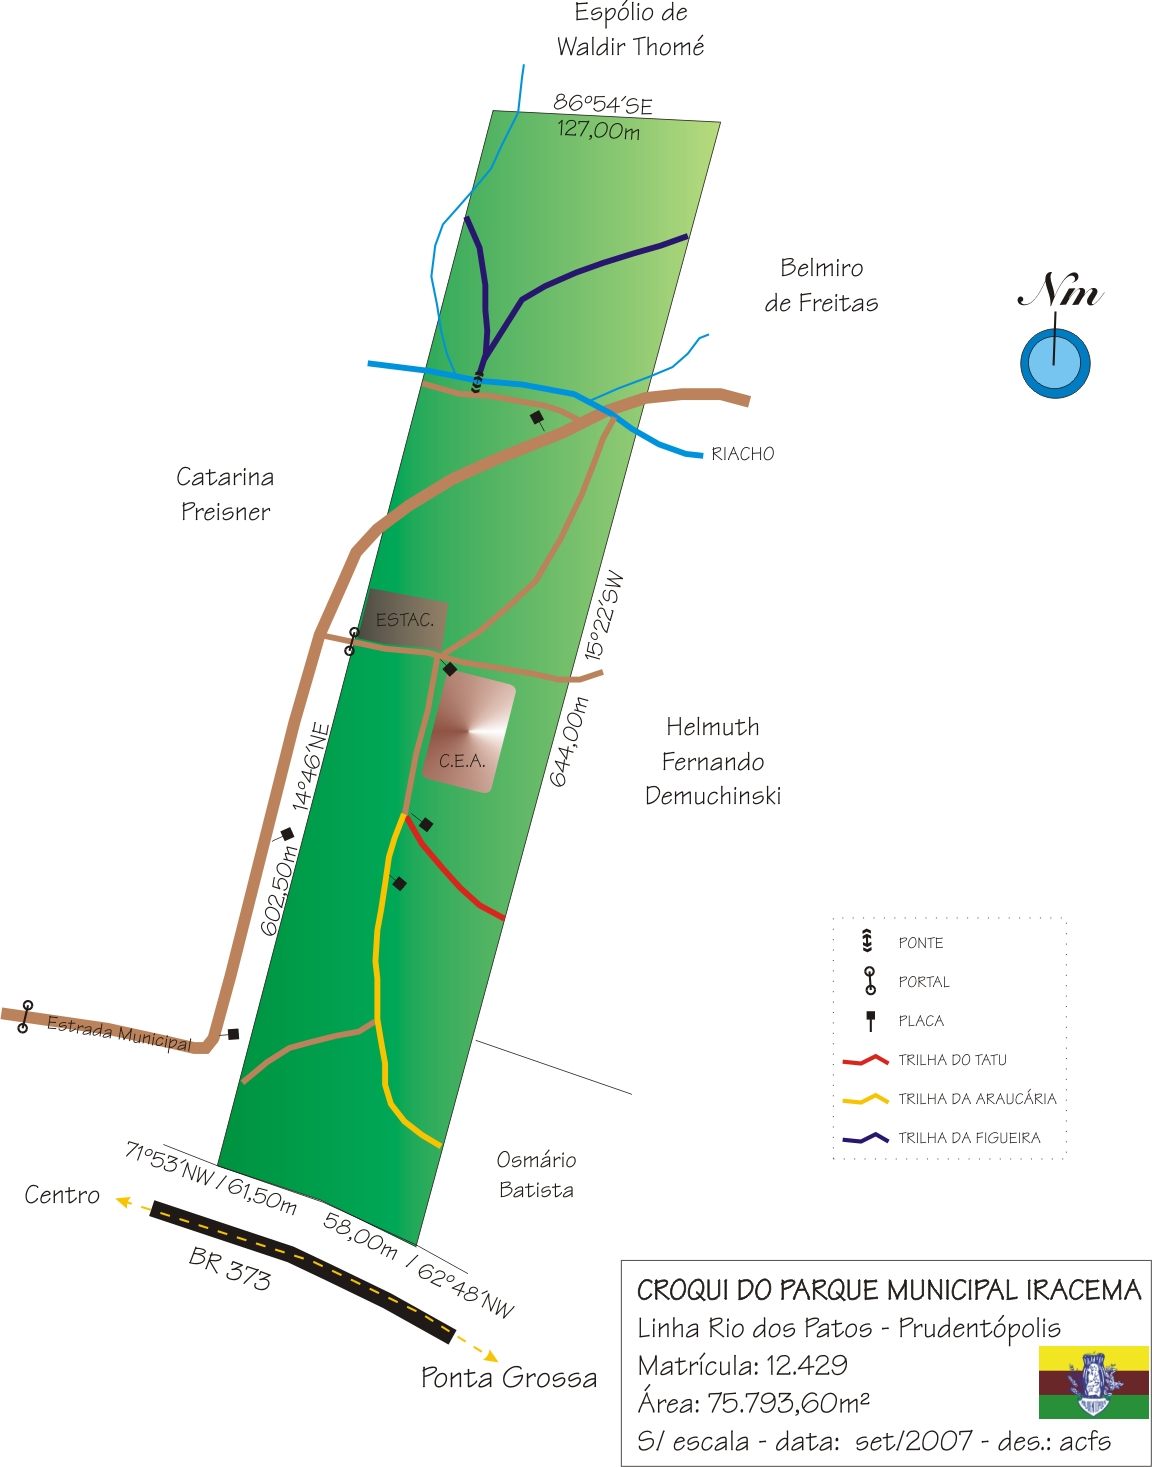 Espólio de
Waldir Thomé
86°54'SE
127,00m
Belmiro
de Freitas
Nm
RIACHO
Catarina
Preisner
ESTAC.
15°22'SW
644,00m
14°46'NE
602,50m
C.E.A.
Helmuth
Fernando
Demuchinski
Estrada Municipal
PONTE
PORTAL
PLACA
TRILHA DO TATU
TRILHA DA ARAUCÁRIA
TRILHA DA FIGUEIRA
71°53'NW / 61,50m
58,00m / 62°48'NW
Osmário
Batista
Centro
BR 373
Ponta Grossa
CROQUI DO PARQUE MUNICIPAL IRACEMA
Linha Rio dos Patos - Prudentópolis
Matrícula: 12.429
Área: 75.793,60m²
S/ escala - data: set/2007 - des.: acfs